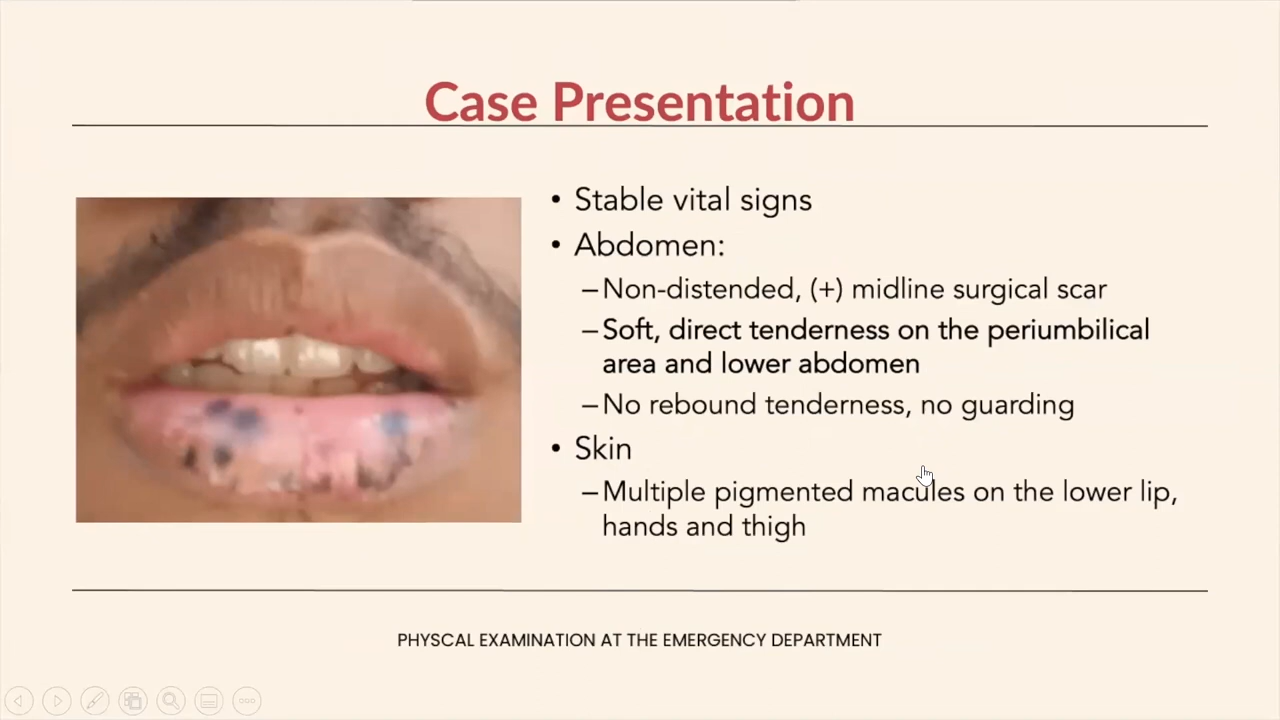 Case Presentation
• Stable vital signs
• Abdomen:
–Non-distended, (+) midline surgical scar
–Soft, direct tenderness on the periumbilical
area and lower abdomen
–No rebound tenderness, no guarding
• Skin
–Multiple pigmented macules on the lower lip,
hands and thigh
PHYSCAL EXAMINATION AT THE EMERGENCY DEPARTMENT